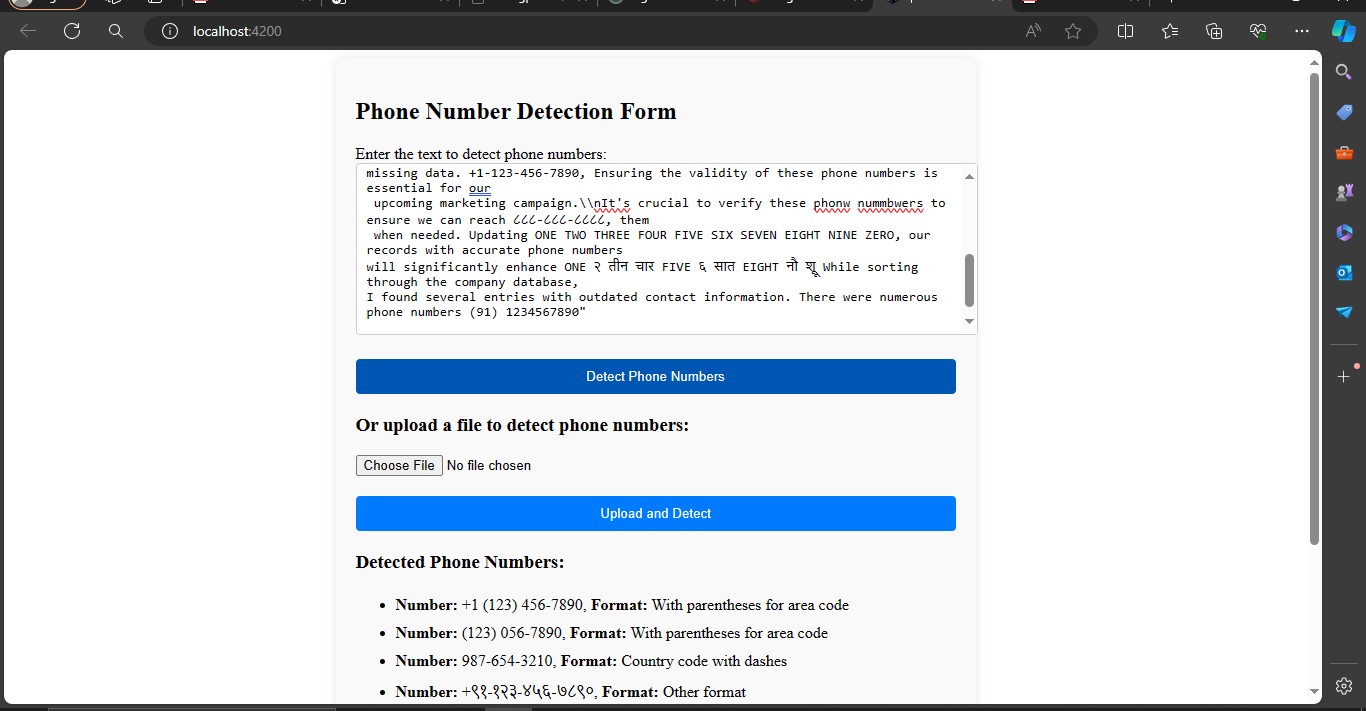 localhost:4200
Phone Number Detection Form
Enter the text to detect phone numbers:
missing data. +1-123-456-7890, Ensuring the validity of these phone numbers is
essential for our
upcoming marketing campaign.\\nIt's crucial to verify these phonw nummbwers to
ensure we can reach ८८८-८८८-८८८८, them
when needed. Updating ONE TWO THREE FOUR FIVE SIX SEVEN EIGHT NINE ZERO, our
records with accurate phone numbers
will significantly enhance ONE २ तीन चार FIVE ६ सात EIGHT नौ शू While sorting
through the company database,
I found several entries with outdated contact information. There were numerous
phone numbers (91) 1234567890"
Detect Phone Numbers
Or upload a file to detect phone numbers:
Choose File No file chosen
Upload and Detect
Detected Phone Numbers:
• Number: +1 (123) 456-7890, Format: With parentheses for area code
• Number: (123) 056-7890, Format: With parentheses for area code
• Number: 987-654-3210, Format: Country code with dashes
• Number: +९१-१२३-४५६-७८९०, Format: Other format